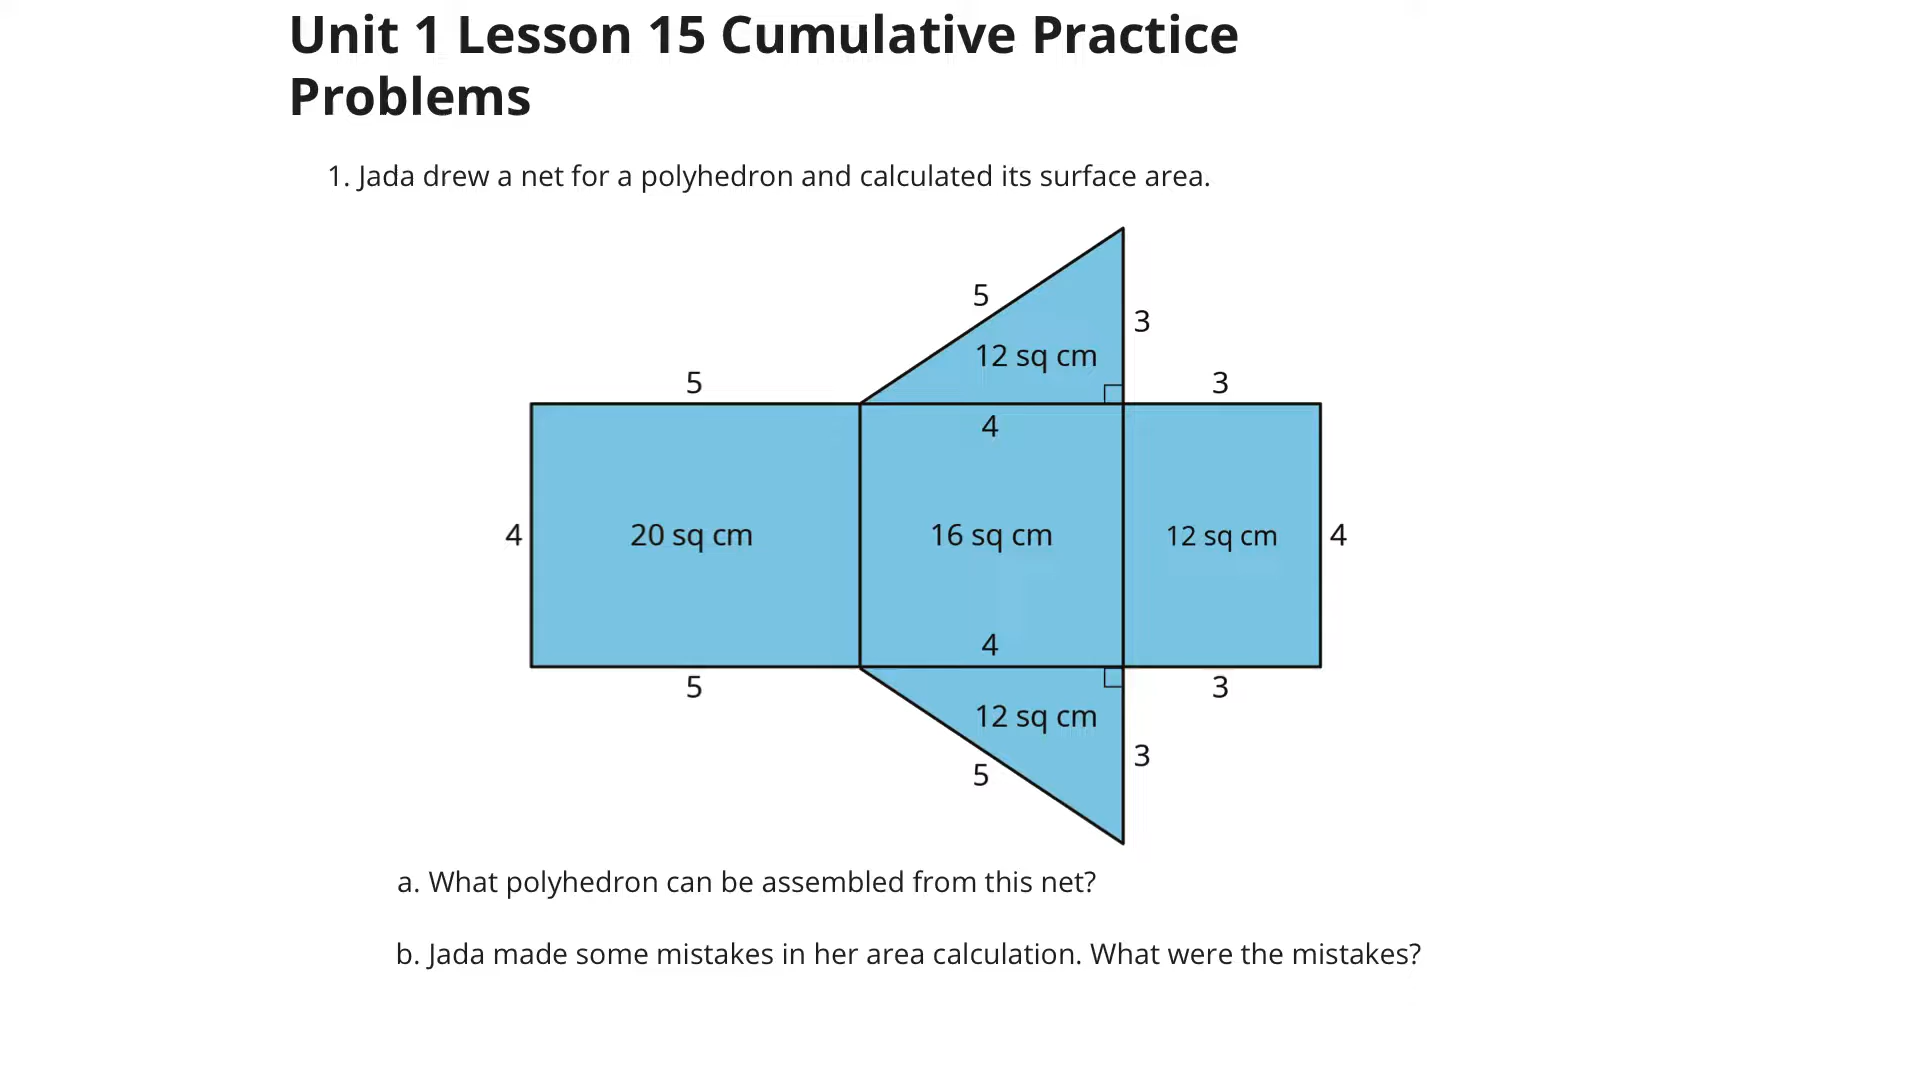 Unit 1 Lesson 15 Cumulative Practice
Problems
1. Jada drew a net for a polyhedron and calculated its surface area.
5
3
12 sq cm
5
3
4
4
20 sq cm
16 sq cm
12 sq cm
4
4
5
3
12 sq cm
3
5
a. What polyhedron can be assembled from this net?
b. Jada made some mistakes in her area calculation. What were the mistakes?